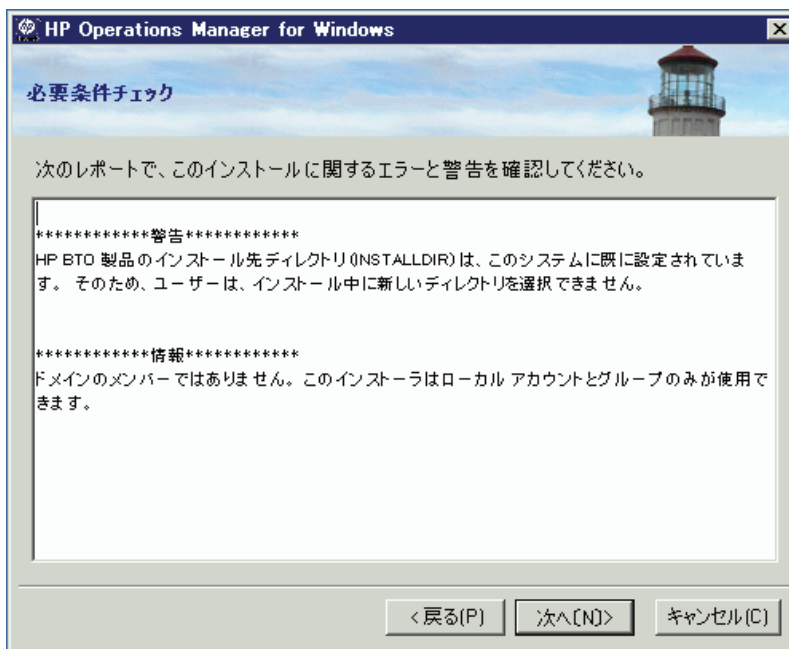 HP Operations Manager for Windows
必要条件チェック
次のレポートで、このインストールに関するエラーと警告を確認してください。
************警告************
HP BTO 製品のインストール先ディレクトリ(INSTALLDIR)は、このシステムに既に設定されていま
す。 そのため、ユーザーは、インストール中に新しいディレクトリを選択できません。
************情報************
ドメインのメンバーではありません。このインストーラはローカル アカウントとグループのみが使用で
きます。
<戻る(P)
次へ[N]>
キャンセル(C)